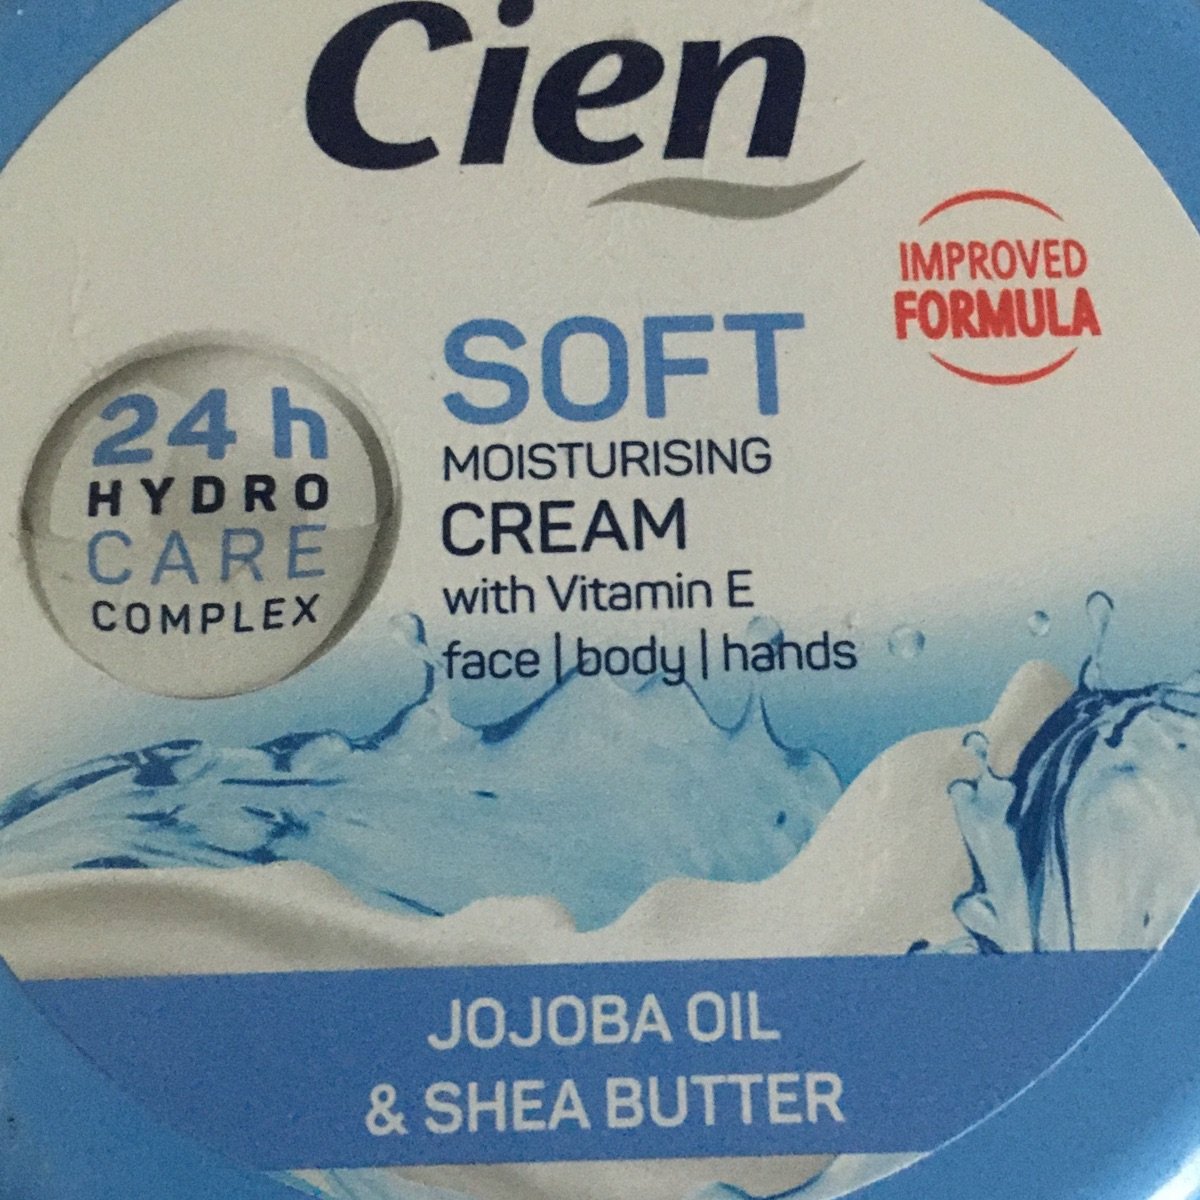 Cien
IMPROVED
FORMULA
24 h
HYDRO
CARE
COMPLEX
SOFT
MOISTURISING
CREAM
with Vitamin E
face | body | hands
JOJOBA OIL
& SHEA BUTTER